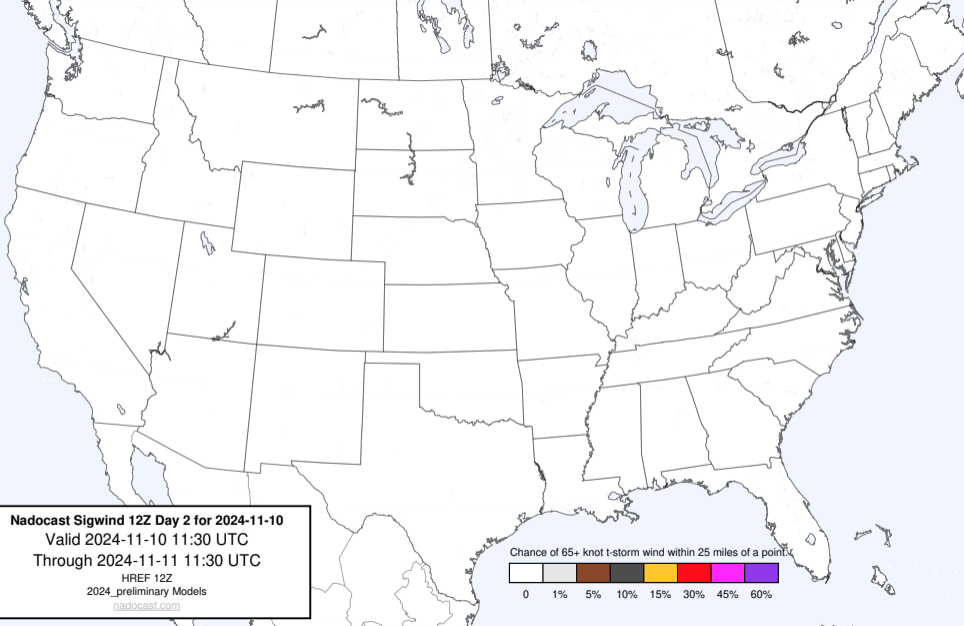 Nadocast Sigwind 12Z Day 2 for 2024-11-10
Valid 2024-11-10 11:30 UTC
Through 2024-11-11 11:30 UTC
HREF 12Z
2024_preliminary Models
nadocast.com
Chance of 65+ knot t-storm wind within 25 miles of a point.
0 1% 5% 10% 15% 30% 45% 60%